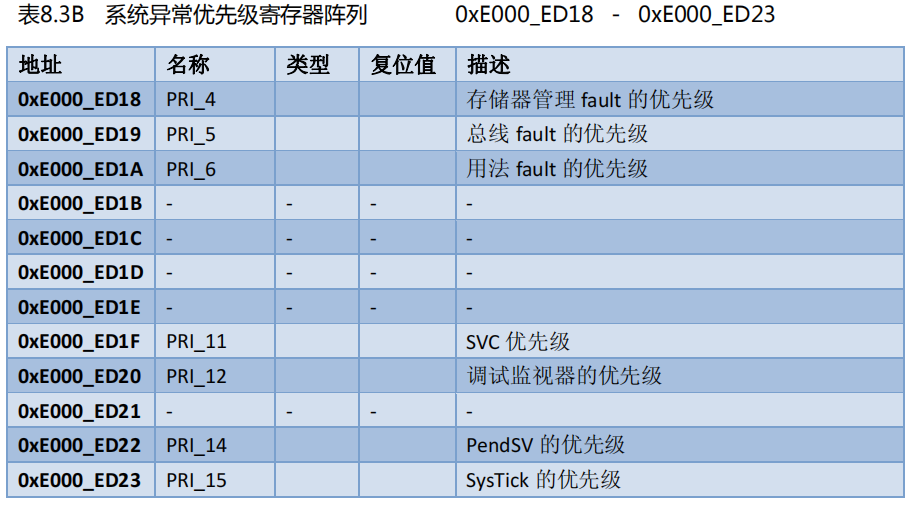 表8.3B 系统异常优先级寄存器阵列 0xE000_ED18 - 0xE000_ED23
地址 名称 类型 复位值 描述
0xE000_ED18 PRI_4 存储器管理 fault 的优先级
0xE000_ED19 PRI_5 总线 fault 的优先级
0xE000_ED1A PRI_6 用法 fault 的优先级
0xE000_ED1B - - - -
0xE000_ED1C - - - -
0xE000_ED1D - - - -
0xE000_ED1E - - - -
0xE000_ED1F PRI_11 SVC 优先级
0xE000_ED20 PRI_12 调试监视器的优先级
0xE000_ED21 - - - -
0xE000_ED22 PRI_14 PendSV 的优先级
0xE000_ED23 PRI_15 SysTick 的优先级